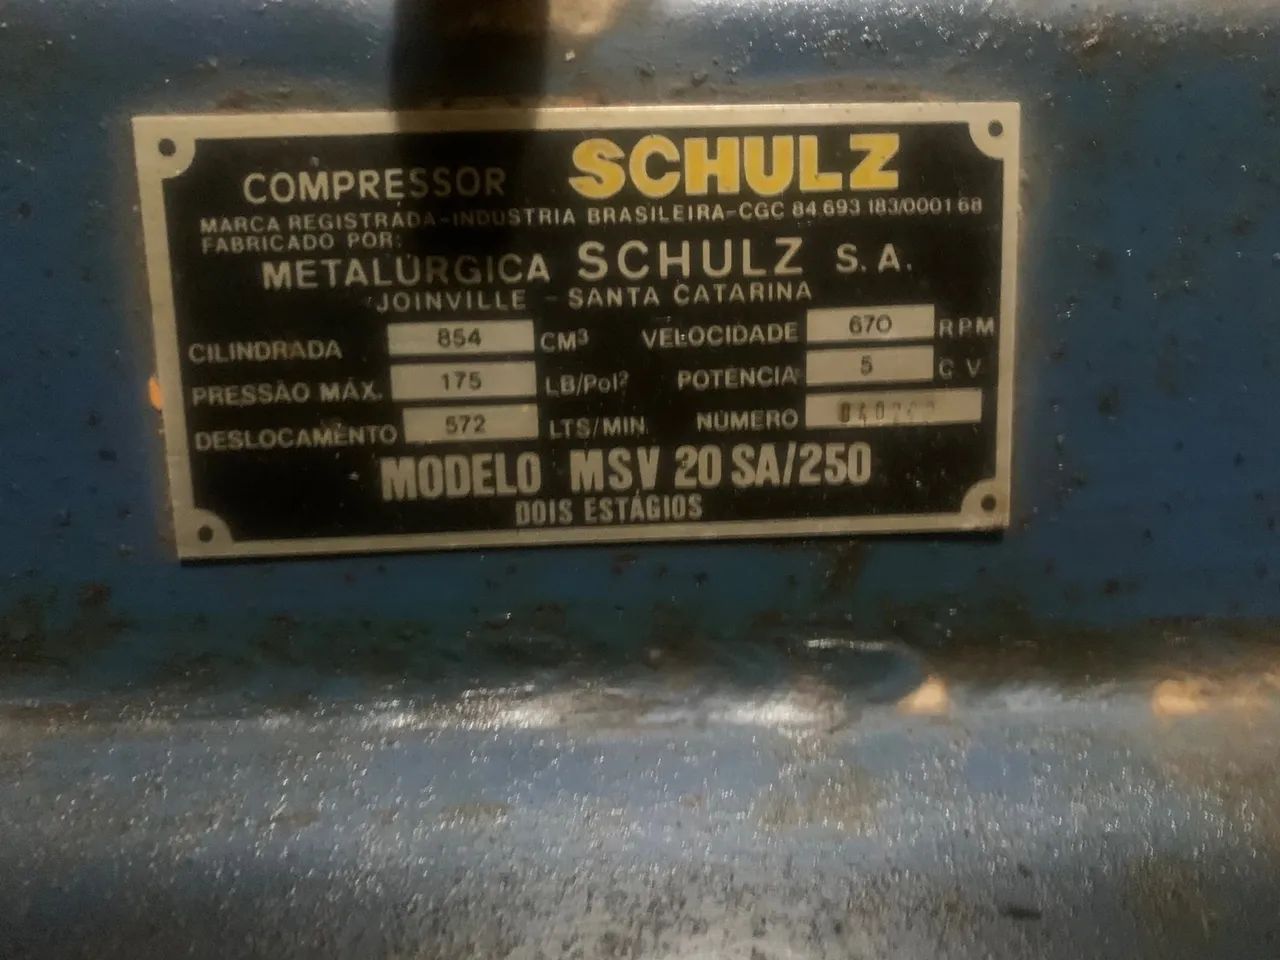 COMPRESSOR SCHULZ
MARCA REGISTRADA-INDUSTRIA BRASILEIRA-CGC 84 693 183/0001 68
FABRICADO POR:
METALÚRGICA SCHULZ S.A.
JOINVILLE - SANTA CATARINA
CILINDRADA 854 CM³ VELOCIDADE 670 RPM
PRESSÃO MÁX. 175 LB/Pol² POTÊNCIA 5 CV
DESLOCAMENTO 572 LTS/MIN. NÚMERO
MODELO MSV 20 SA/250
DOIS ESTÁGIOS